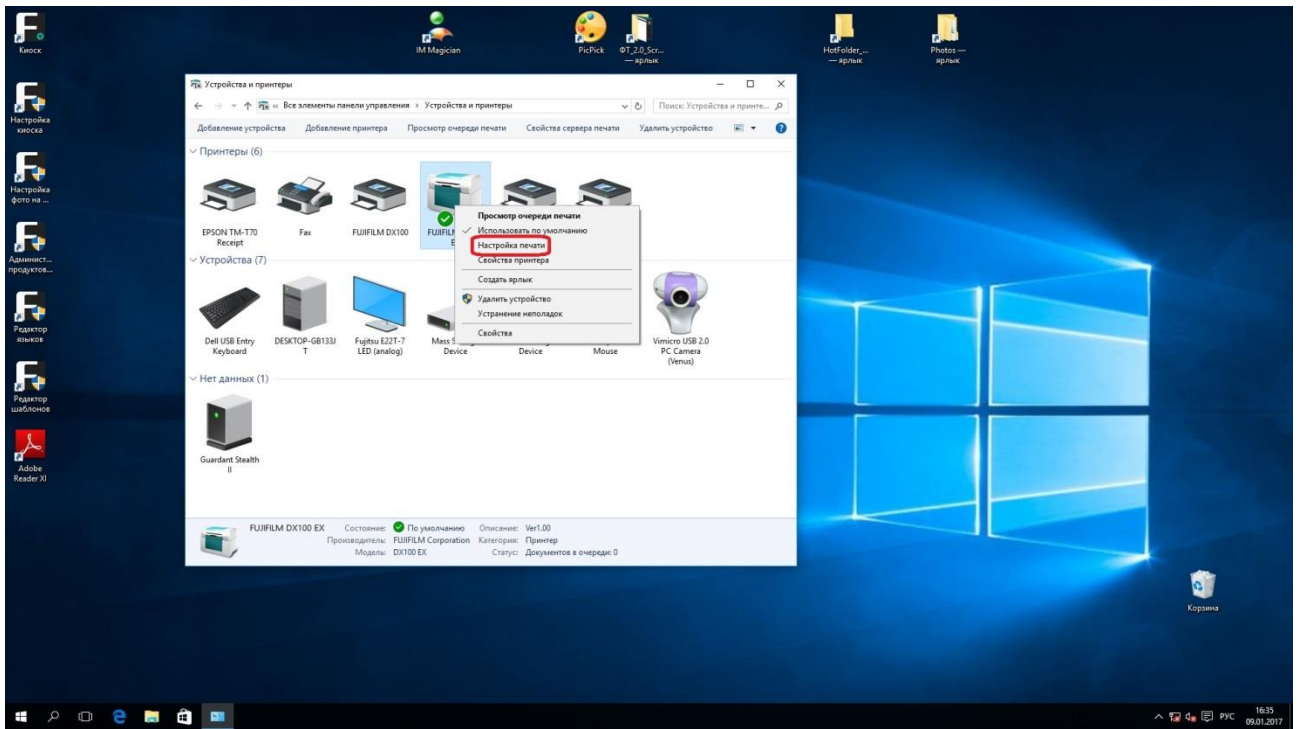 Киоск
IM Magician
PicPick
ФТ_2.0_Scr...
— ярлык
HotFolder_...
— ярлык
Photos —
ярлык
Настройка
киоска
Настройка
фото на ...
Админист...
продуктов...
Редактор
языков
Редактор
шаблонов
Adobe
Reader XI
Устройства и принтеры
« Все элементы панели управления > Устройства и принтеры
Поиск: Устройства и принте...
Добавление устройства Добавление принтера Просмотр очереди печати Свойства сервера печати Удалить устройство
Принтеры (6)
EPSON TM-T70
Receipt
Fax
FUJIFILM DX100
FUJIFILM
E
Просмотр очереди печати
Использовать по умолчанию
Настройка печати
Свойства принтера
Создать ярлык
Удалить устройство
Устранение неполадок
Свойства
Устройства (7)
Dell USB Entry
Keyboard
DESKTOP-GB133J
T
Fujitsu E22T-7
LED (analog)
Mass S
Device
Device
Mouse
Vimicro USB 2.0
PC Camera
(Venus)
Нет данных (1)
Guardant Stealth
II
FUJIFILM DX100 EX Состояние: По умолчанию Описание: Ver1.00
Производитель: FUJIFILM Corporation Категория: Принтер
Модель: DX100 EX Статус: Документов в очереди: 0
Корзина
РУС
16:35
09.01.2017